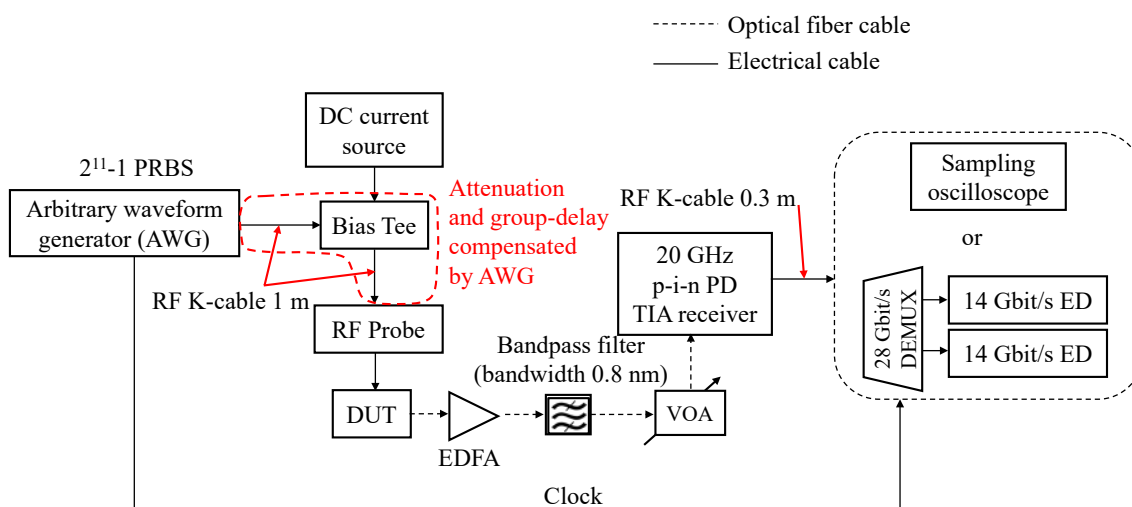 Optical fiber cable
Electrical cable
DC current
source
2¹¹-1 PRBS
Arbitrary waveform
generator (AWG)
Bias Tee
Attenuation
and group-delay
compensated
by AWG
RF K-cable 1 m
RF Probe
DUT
EDFA
Bandpass filter
(bandwidth 0.8 nm)
VOA
20 GHz
p-i-n PD
TIA receiver
RF K-cable 0.3 m
Sampling
oscilloscope
or
28 Gbit/s
DEMUX
14 Gbit/s ED
14 Gbit/s ED
Clock